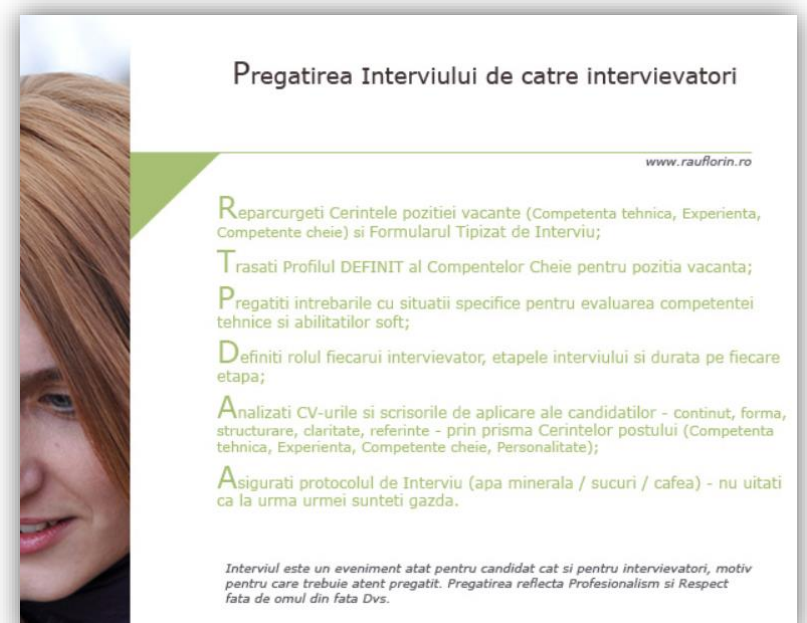 Pregatirea Interviului de catre intervievatori
www.rauflorin.ro
Reparcurgeti Cerintele pozitiei vacante (Competenta tehnica, Experienta,
Competente cheie) si Formularul Tipizat de Interviu;
Trasati Profilul DEFINIT al Compentelor Cheie pentru pozitia vacanta;
Pregatiti intrebarile cu situatii specifice pentru evaluarea competentei
tehnice si abilitatilor soft;
Definiti rolul fiecarui intervievator, etapele interviului si durata pe fiecare
etapa;
Analizati CV-urile si scrisorile de aplicare ale candidatilor - continut, forma,
structurare, claritate, referinte - prin prisma Cerintelor postului (Competenta
tehnica, Experienta, Competente cheie, Personalitate);
Asigurati protocolul de Interviu (apa minerala / sucuri / cafea) - nu uitati
ca la urma urmei sunteti gazda.
Interviul este un eveniment atat pentru candidat cat si pentru intervievatori, motiv
pentru care trebuie atent pregatit. Pregatirea reflecta Profesionalism si Respect
fata de omul din fata Dvs.